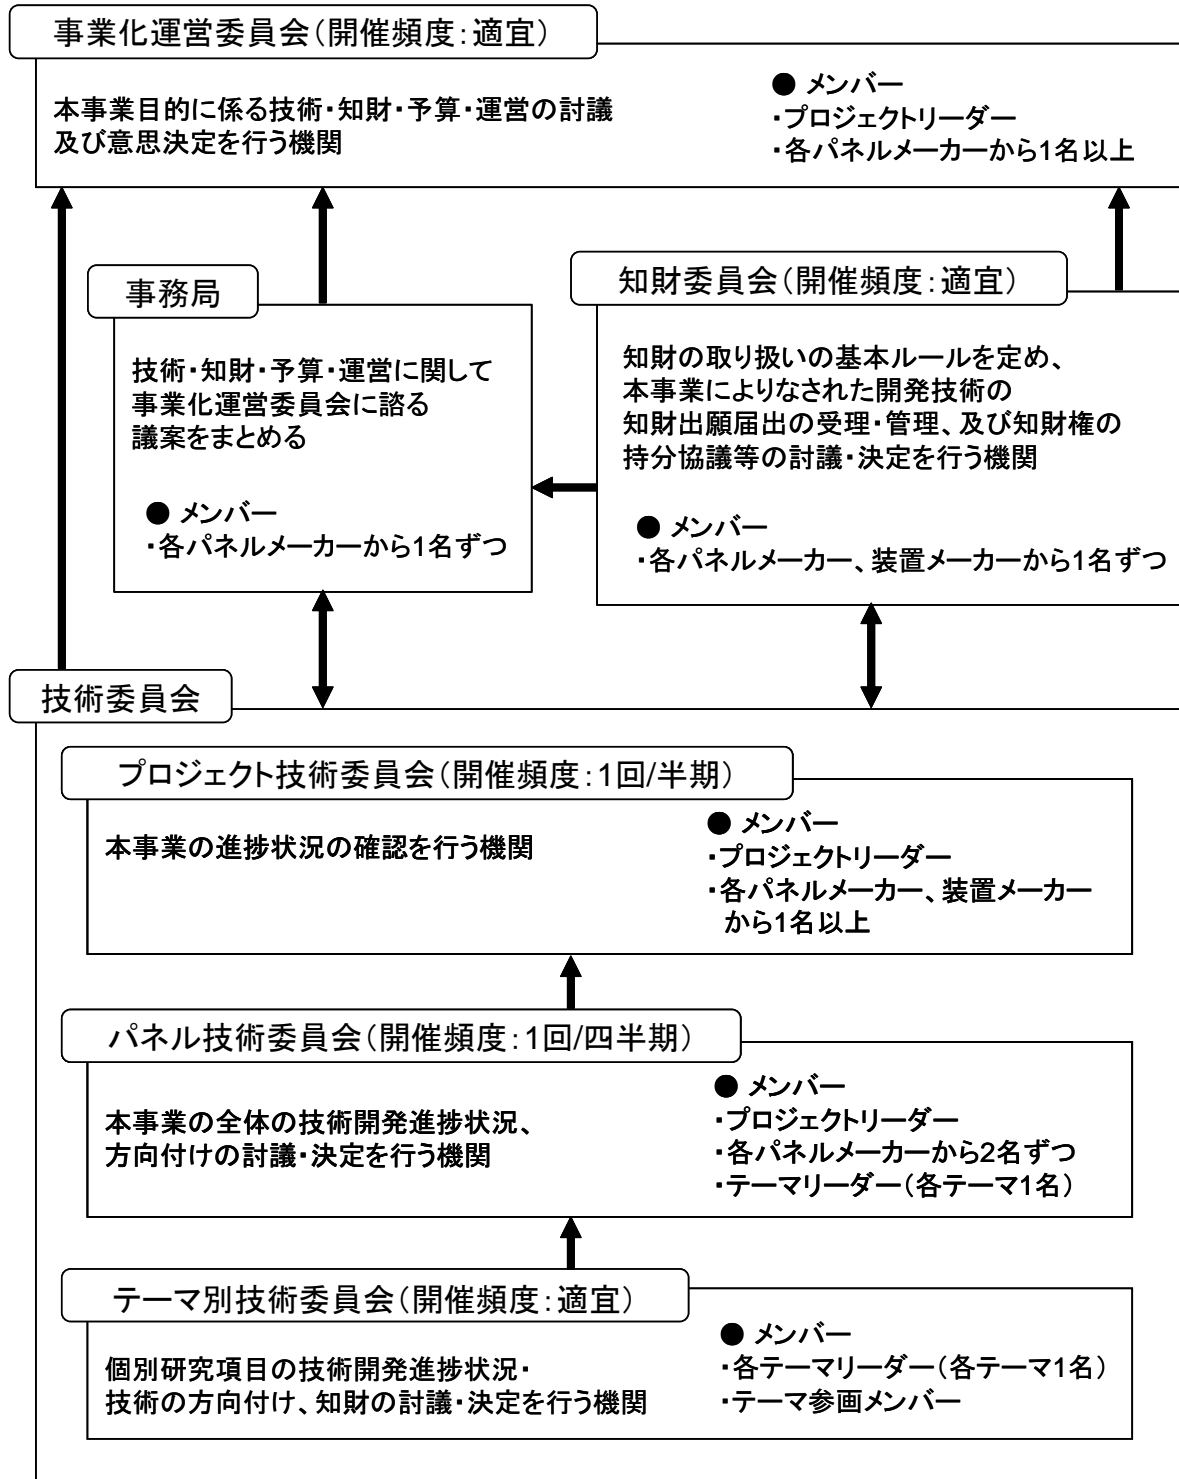 事業化運営委員会（開催頻度：適宜）
本事業目的に係る技術・知財・予算・運営の討議
及び意思決定を行う機関
● メンバー
・プロジェクトリーダー
・各パネルメーカーから1名以上
事務局
技術・知財・予算・運営に関して
事業化運営委員会に諮る
議案をまとめる
● メンバー
・各パネルメーカーから1名ずつ
知財委員会（開催頻度：適宜）
知財の取り扱いの基本ルールを定め、
本事業によりなされた開発技術の
知財出願届出の受理・管理、及び知財権の
持分協議等の討議・決定を行う機関
● メンバー
・各パネルメーカー、装置メーカーから1名ずつ
技術委員会
プロジェクト技術委員会（開催頻度：1回/半期）
本事業の進捗状況の確認を行う機関
● メンバー
・プロジェクトリーダー
・各パネルメーカー、装置メーカー
から1名以上
パネル技術委員会（開催頻度：1回/四半期）
本事業の全体の技術開発進捗状況、
方向付けの討議・決定を行う機関
● メンバー
・プロジェクトリーダー
・各パネルメーカーから2名ずつ
・テーマリーダー（各テーマ1名）
テーマ別技術委員会（開催頻度：適宜）
個別研究項目の技術開発進捗状況・
技術の方向付け、知財の討議・決定を行う機関
● メンバー
・各テーマリーダー（各テーマ1名）
・テーマ参画メンバー